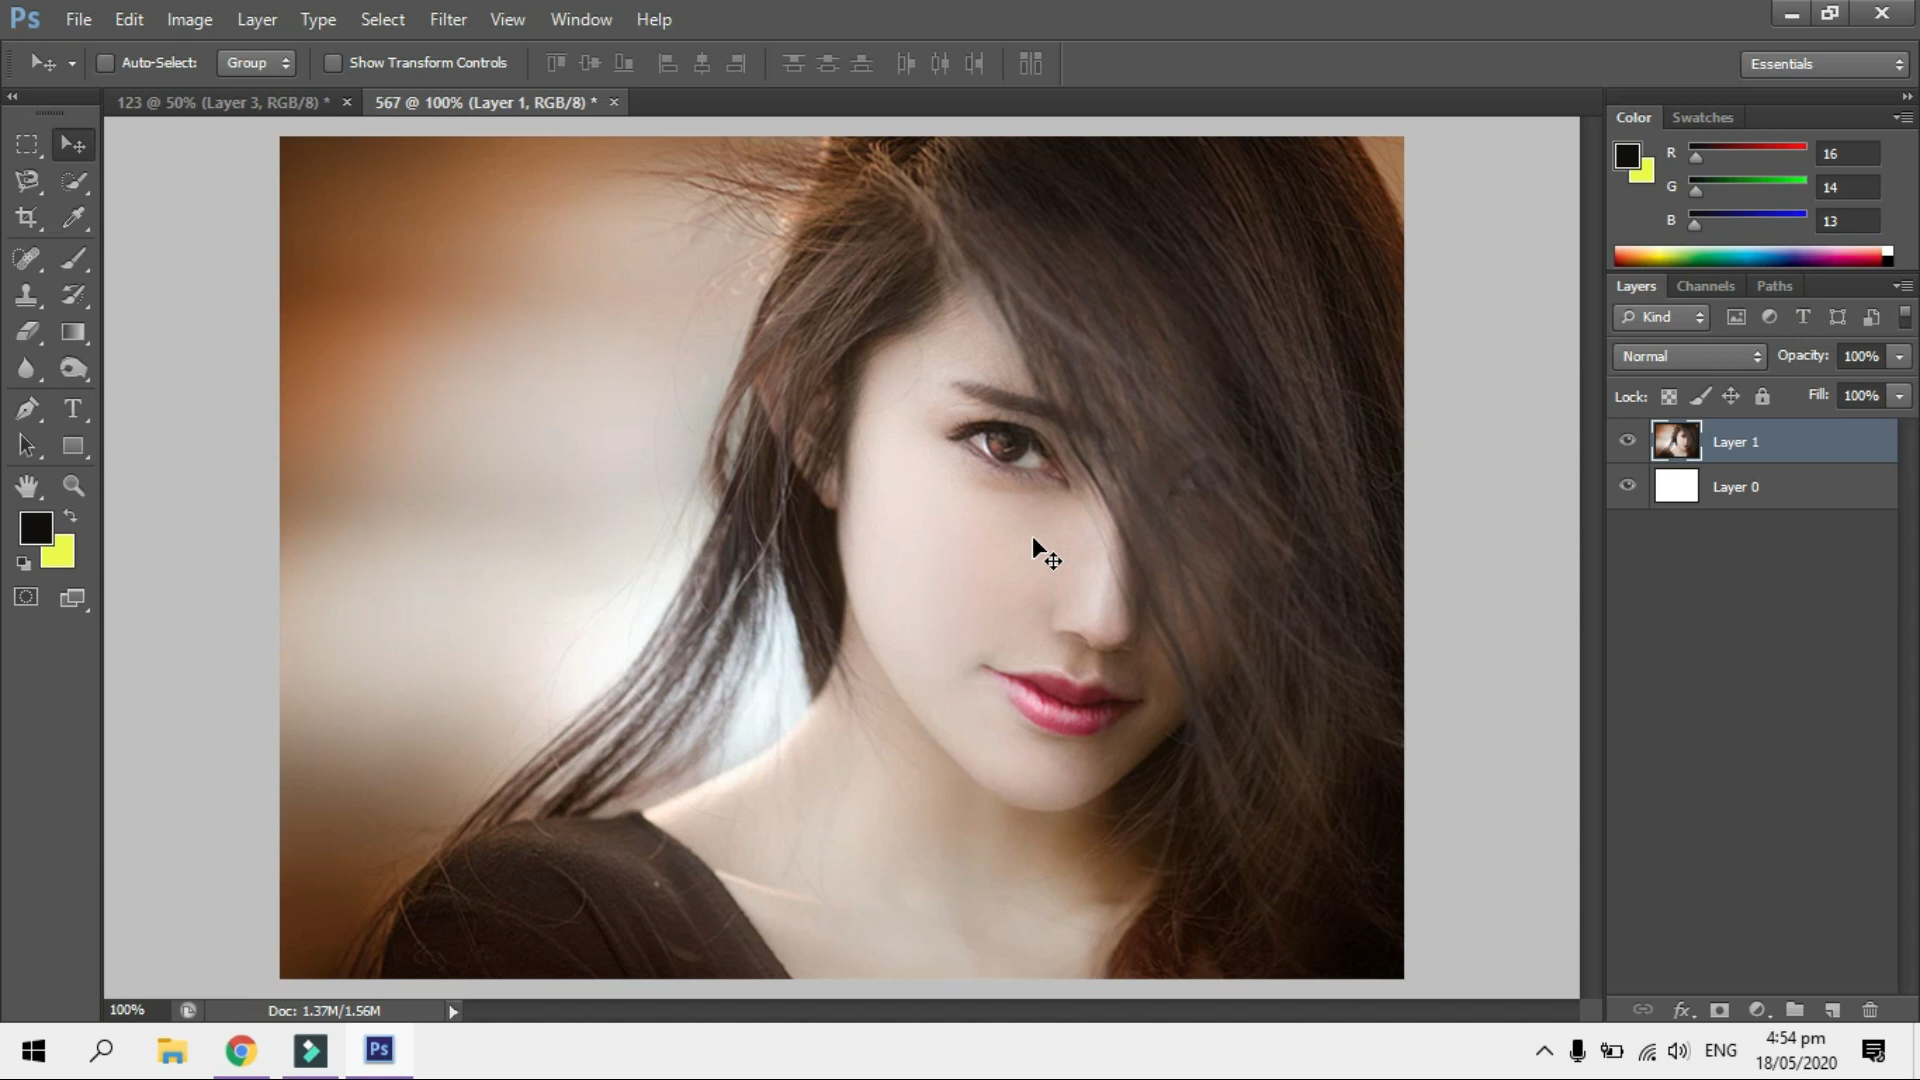 Ps File Edit Image Layer Type Select Filter View Window Help
Auto-Select: Group Show Transform Controls Essentials
123 @ 50% (Layer 3, RGB/8) * × 567 @ 100% (Layer 1, RGB/8) * ×
Color Swatches
R 16
G 14
B 13
Layers Channels Paths
Kind
Normal Opacity: 100%
Lock: Fill: 100%
Layer 1
Layer 0
100% Doc: 1.37M/1.56M
fx
Ps ENG 4:54 pm
18/05/2020